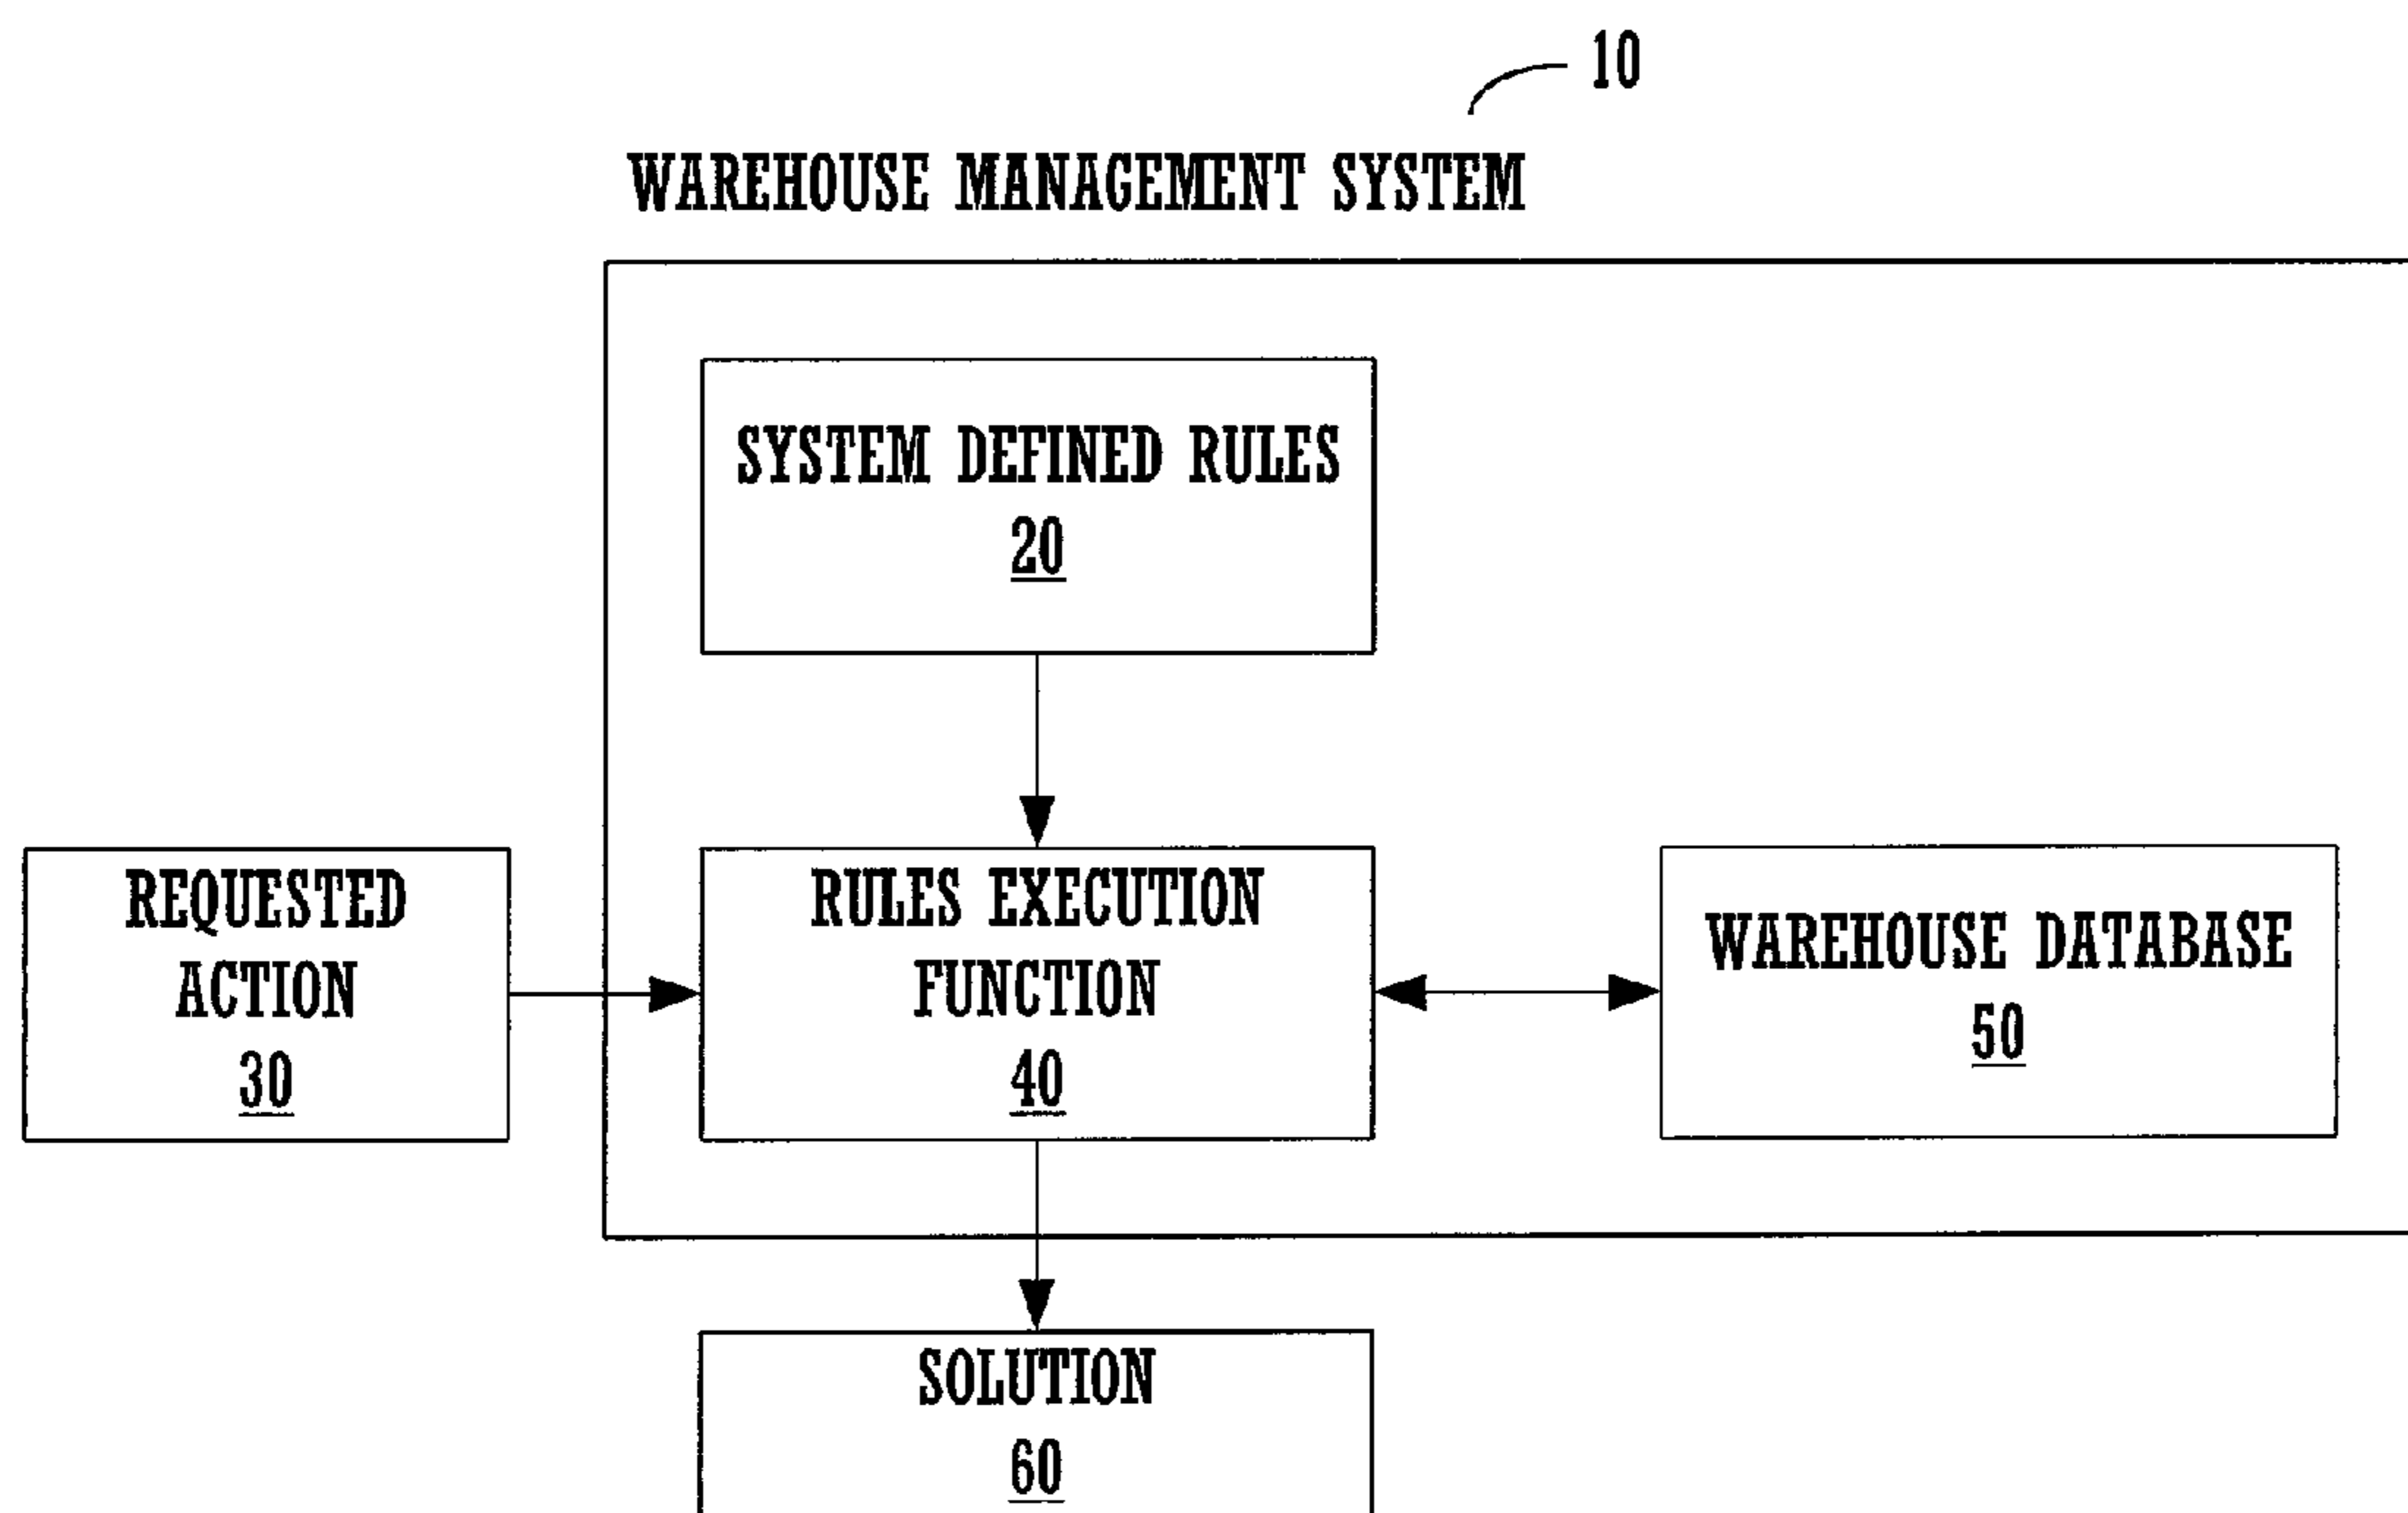 10
WAREHOUSE MANAGEMENT SYSTEM
SYSTEM DEFINED RULES
20
REQUESTED
ACTION
30
RULES EXECUTION
FUNCTION
40
WAREHOUSE DATABASE
50
SOLUTION
60